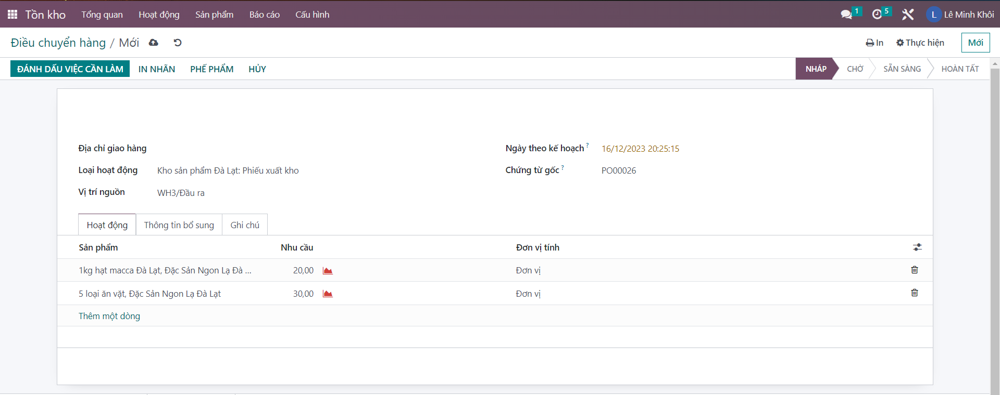 Tồn kho Tổng quan Hoạt động Sản phẩm Báo cáo Cấu hình 1 5 L Lê Minh Khôi
Điều chuyển hàng / Mới In Thực hiện Mới
ĐÁNH DẤU VIỆC CẦN LÀM IN NHÃN PHẾ PHẨM HỦY NHÁP CHỜ SẴN SÀNG HOÀN TẤT
Địa chỉ giao hàng Ngày theo kế hoạch ? 16/12/2023 20:25:15
Loại hoạt động Kho sản phẩm Đà Lạt: Phiếu xuất kho Chứng từ gốc ? PO00026
Vị trí nguồn WH3/Đầu ra
Hoạt động Thông tin bổ sung Ghi chú
Sản phẩm Nhu cầu Đơn vị tính
1kg hạt macca Đà Lạt, Đặc Sản Ngon Lạ Đà ... 20,00 Đơn vị
5 loại ăn vặt, Đặc Sản Ngon Lạ Đà Lạt 30,00 Đơn vị
Thêm một dòng